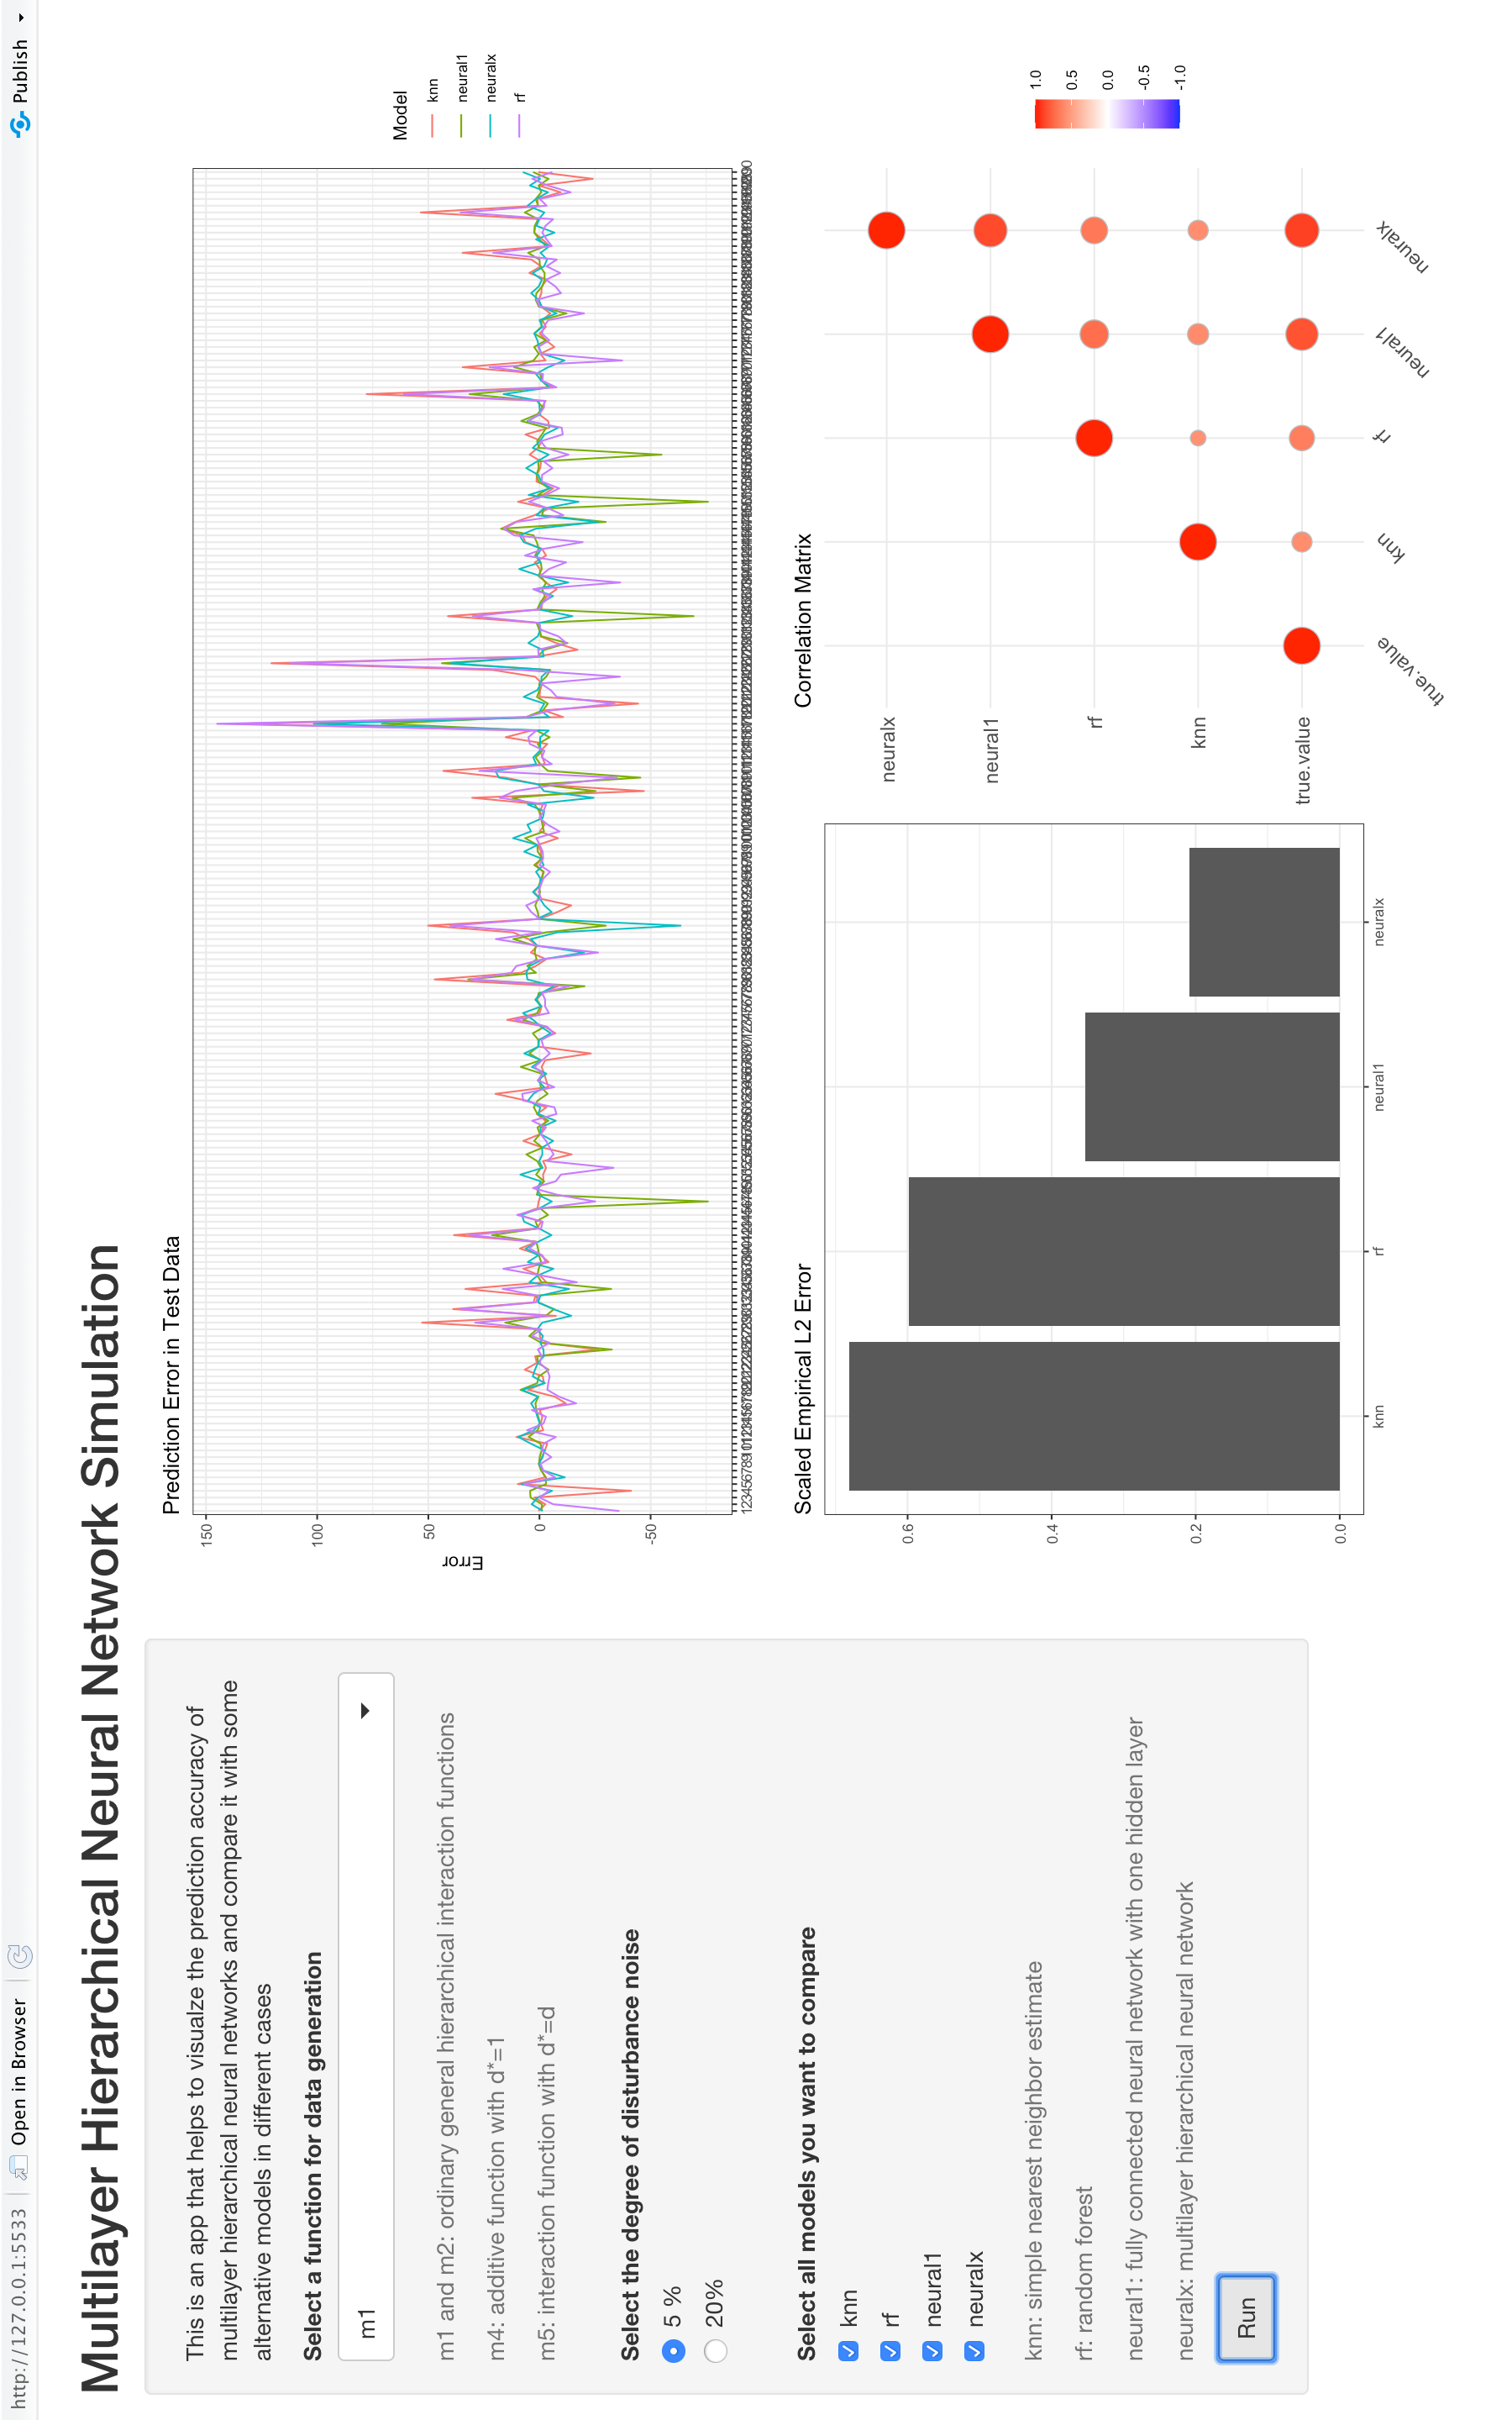 http://127.0.0.1:5533
Open in Browser
Publish
Multilayer Hierarchical Neural Network Simulation
This is an app that helps to visualze the prediction accuracy of
multilayer hierarchical neural networks and compare it with some
alternative models in different cases
Select a function for data generation
m1
m1 and m2: ordinary general hierarchical interaction functions
m4: additive function with d*=1
m5: interaction function with d*=d
Select the degree of disturbance noise
5 %
20%
Select all models you want to compare
knn
rf
neural1
neuralx
knn: simple nearest neighbor estimate
rf: random forest
neural1: fully connected neural network with one hidden layer
neuralx: multilayer hierarchical neural network
Run
Prediction Error in Test Data
Error
150
100
50
0
-50
Model
knn
neural1
neuralx
rf
Scaled Empirical L2 Error
0.6
0.4
0.2
0.0
knn
rf
neural1
neuralx
Correlation Matrix
neuralx
neural1
rf
knn
true.value
true.value
knn
rf
neural1
neuralx
1.0
0.5
0.0
-0.5
-1.0